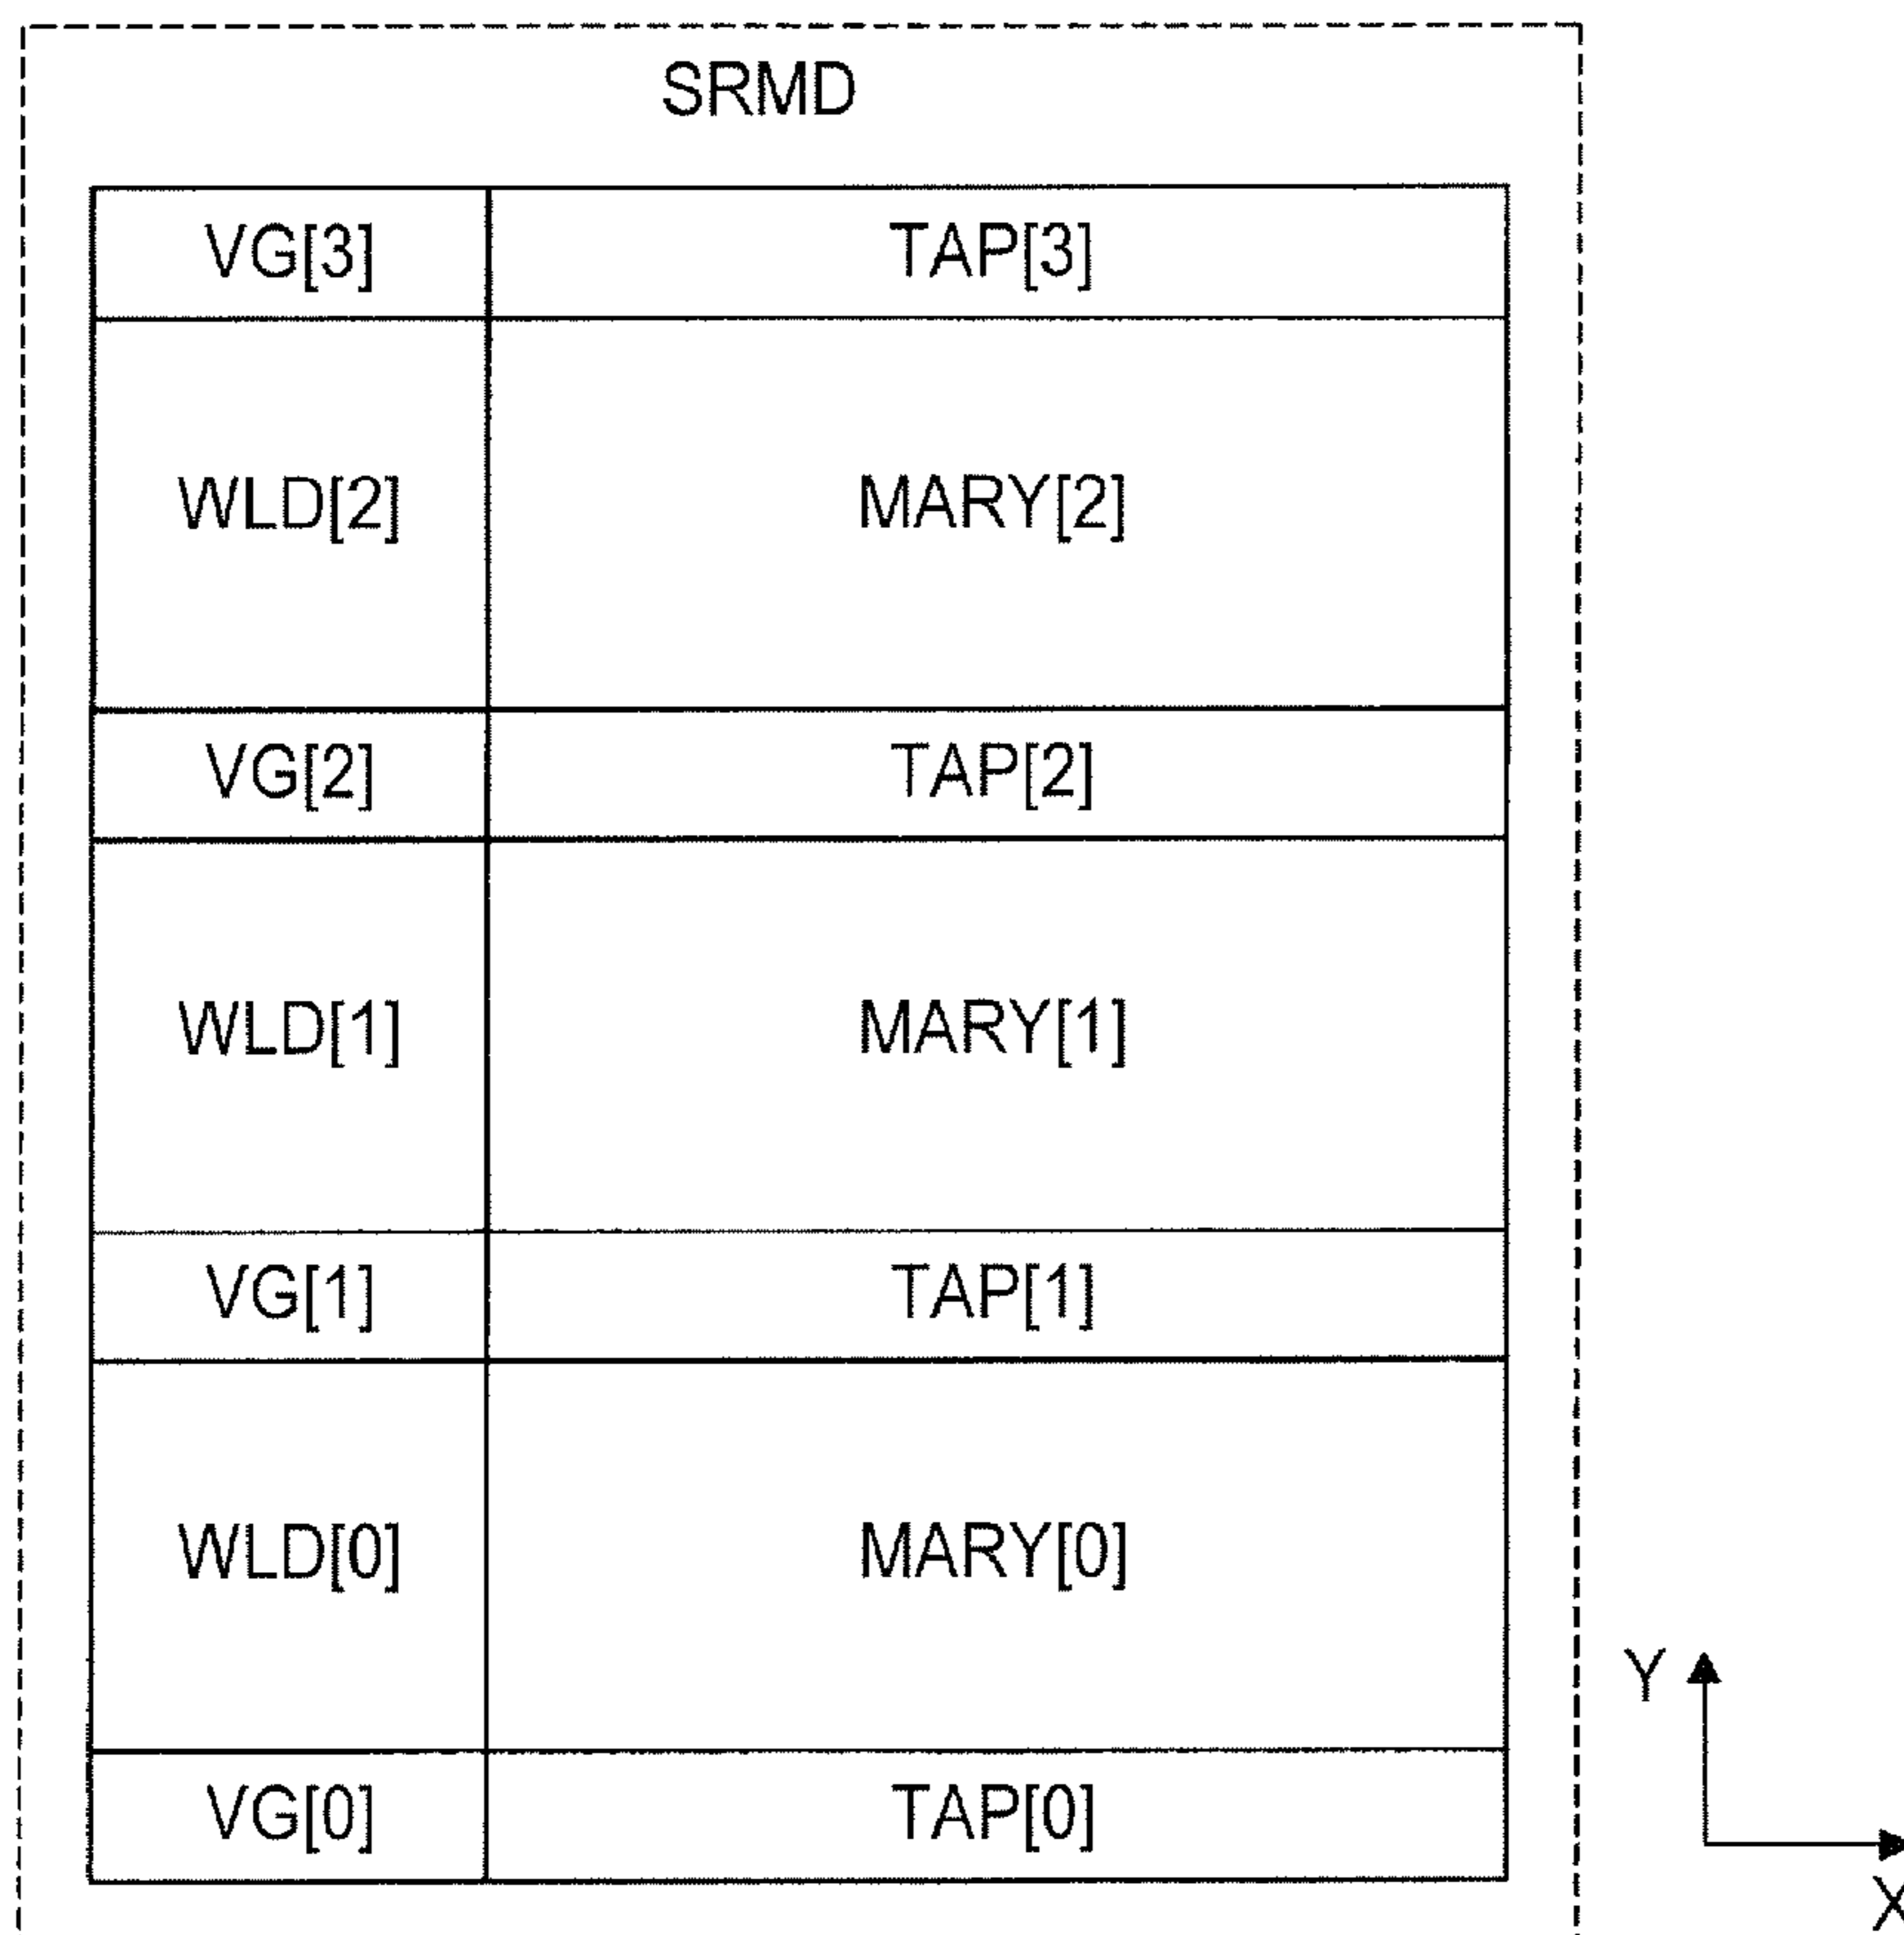 SRMD
VG[3] TAP[3]
WLD[2] MARY[2]
VG[2] TAP[2]
WLD[1] MARY[1]
VG[1] TAP[1]
WLD[0] MARY[0]
VG[0] TAP[0]
Y
X